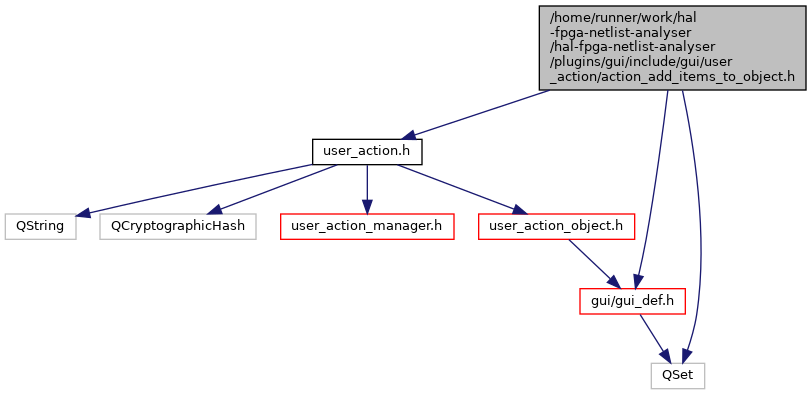 /home/runner/work/hal
-fpga-netlist-analyser
/hal-fpga-netlist-analyser
/plugins/gui/include/gui/user
_action/action_add_items_to_object.h
user_action.h
QString
QCryptographicHash
user_action_manager.h
user_action_object.h
gui/gui_def.h
QSet